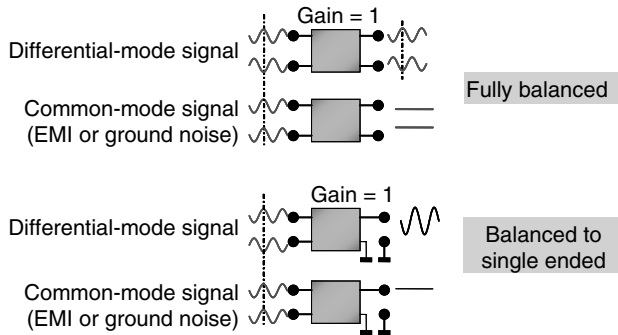 Gain = 1
Differential-mode signal
Fully balanced
Common-mode signal
(EMI or ground noise)
Gain = 1
Differential-mode signal
Balanced to
single ended
Common-mode signal
(EMI or ground noise)